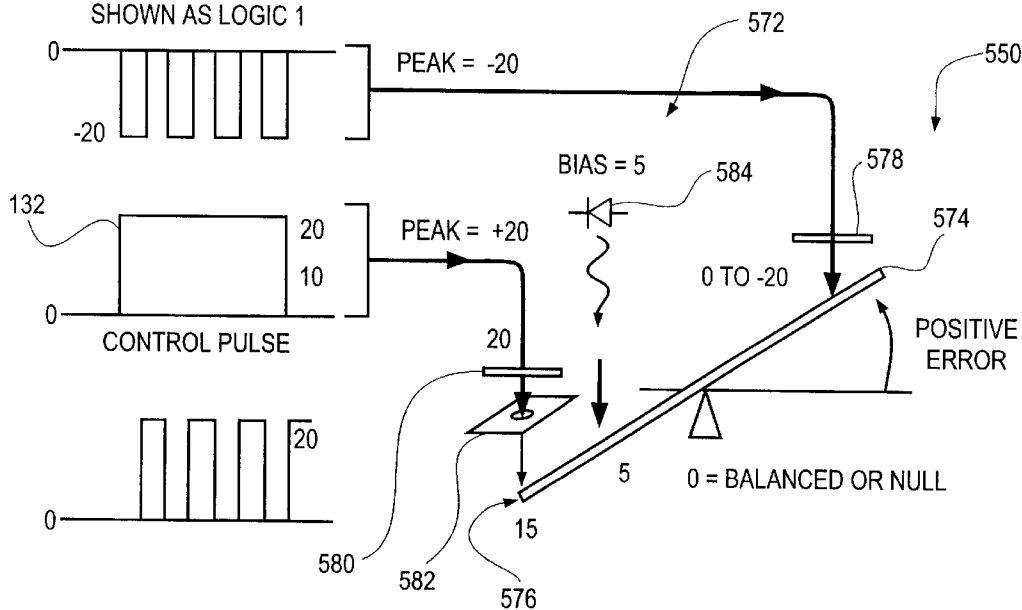 SHOWN AS LOGIC 1
0
-20
PEAK = -20
572
550
BIAS = 5
584
578
574
132
20
10
0
CONTROL PULSE
PEAK = +20
0 TO -20
20
POSITIVE
ERROR
20
0
5
0 = BALANCED OR NULL
15
580
582
576